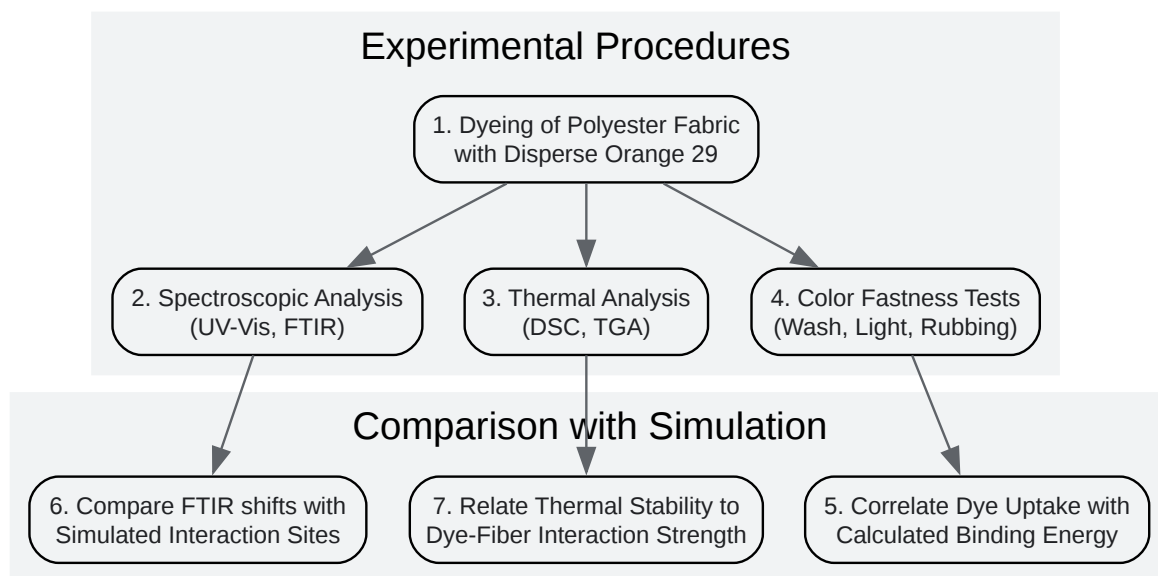 Experimental Procedures
1. Dyeing of Polyester Fabric
with Disperse Orange 29
2. Spectroscopic Analysis
(UV-Vis, FTIR)
3. Thermal Analysis
(DSC, TGA)
4. Color Fastness Tests
(Wash, Light, Rubbing)
Comparison with Simulation
6. Compare FTIR shifts with
Simulated Interaction Sites
7. Relate Thermal Stability to
Dye-Fiber Interaction Strength
5. Correlate Dye Uptake with
Calculated Binding Energy